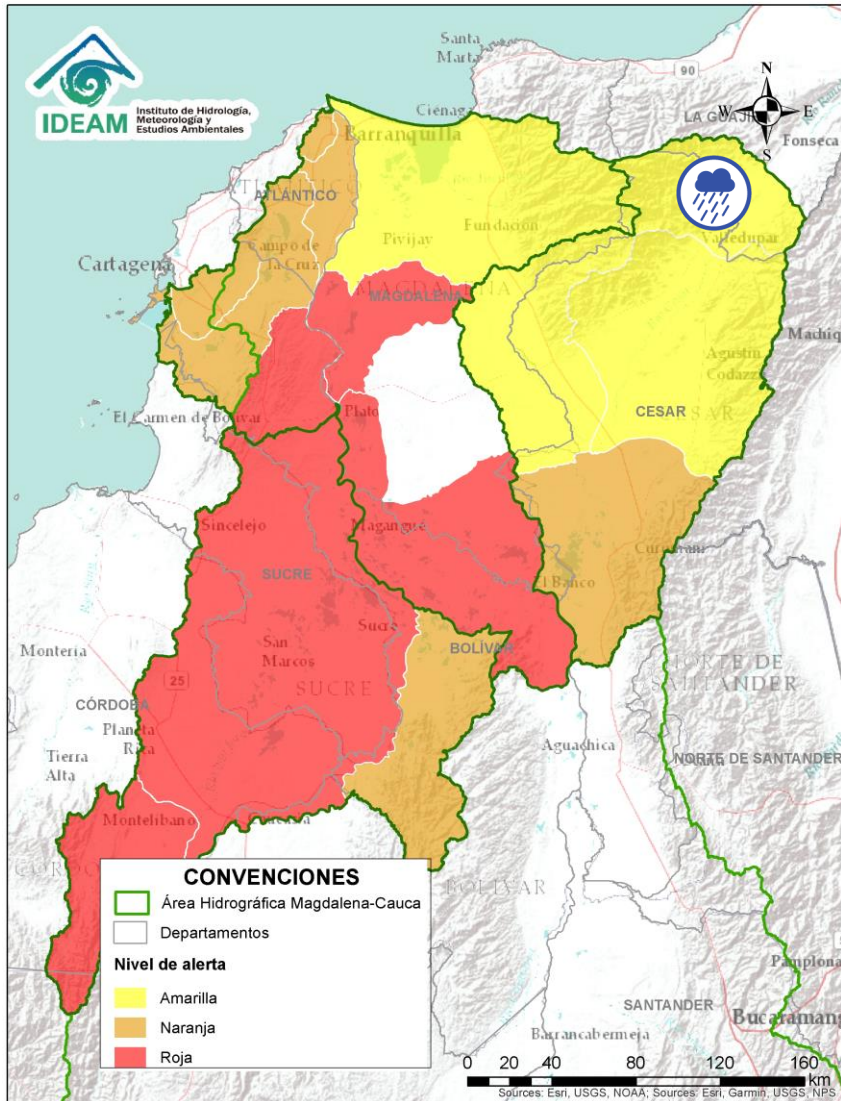 IDEAM
Instituto de Hidrología,
Meteorología y
Estudios Ambientales
Santa
Marta
90
N
W
E
S
LA GUAJI
Fonseca
Ciénaga
Barranquilla
ATLÁNTICO
Fundación
Pivijay
Valledupar
Campo de
la Cruz
Cartagena
MAGDALENA
MAGDALENA
Machiq
Agustín
Codazzi
El Carmen de Bolívar
Plato
CESAR
CESAR
Sincelejo
Magangué
Curumaní
SUCRE
El Banco
Sucre
Montería
San
Marcos
BOLÍVAR
NORTE DE
SANTANDER
25
SUCRE
CÓRDOBA
Planeta
Rica
Aguachica
Tierra
Alta
NORTE DE SANTANDER
Montelíbano
Caucasia
BOLÍVAR
CONVENCIONES
Área Hidrográfica Magdalena-Cauca
Departamentos
Nivel de alerta
Amarilla
Naranja
Roja
Pamplona
SANTANDER
Bucaramang
Barrancabermeja
0 20 40 80 120 160
km
Sources: Esri, USGS, NOAA; Sources: Esri, Garmin, USGS, NPS